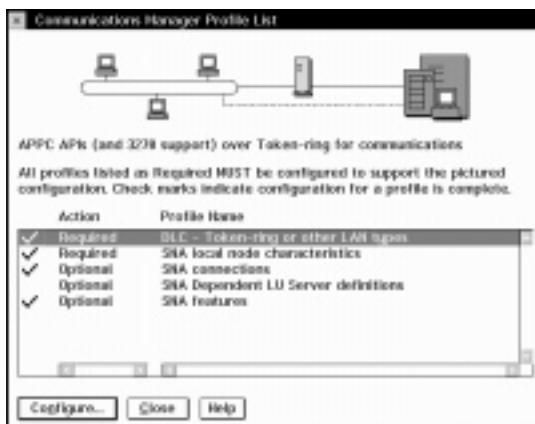 Communications Manager Profile List
APPC APIs (and 3270 support) over Token-ring for communications
All profiles listed as Required MUST be configured to support the pictured
configuration. Check marks indicate configuration for a profile is complete.
Action Profile Name
Required DLC - Token-ring or other LAN types
Required SNA local node characteristics
Optional SNA connections
Optional SNA Dependent LU Server definitions
Optional SNA features
Configure... Close Help